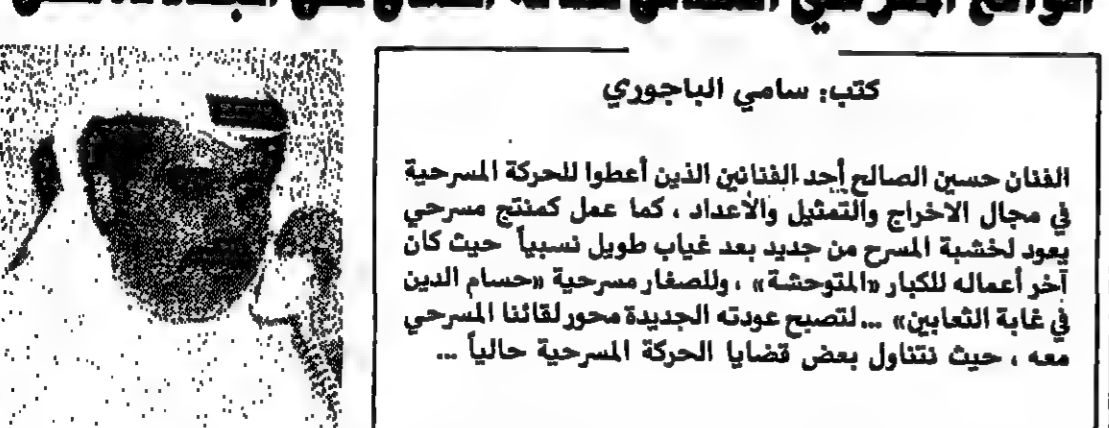 كتب: سامي الباجوري
الفنان حسين الصالح أحد الفنانين الذين أعطوا للحركة المسرحية
في مجال الاخراج والتمثيل والأعداد ، كما عمل كمنتج مسرحي
يعود لخشبة المسرح من جديد بعد غياب طويل نسبياً حيث كان
آخر أعماله للكبار «المتوحشة» ، وللصغار مسرحية «حسام الدين
في غابة الثعابين» ... لتصبح عودته الجديدة محور لقائنا المسرحي
معه ، حيث نتناول بعض قضايا الحركة المسرحية حالياً ...